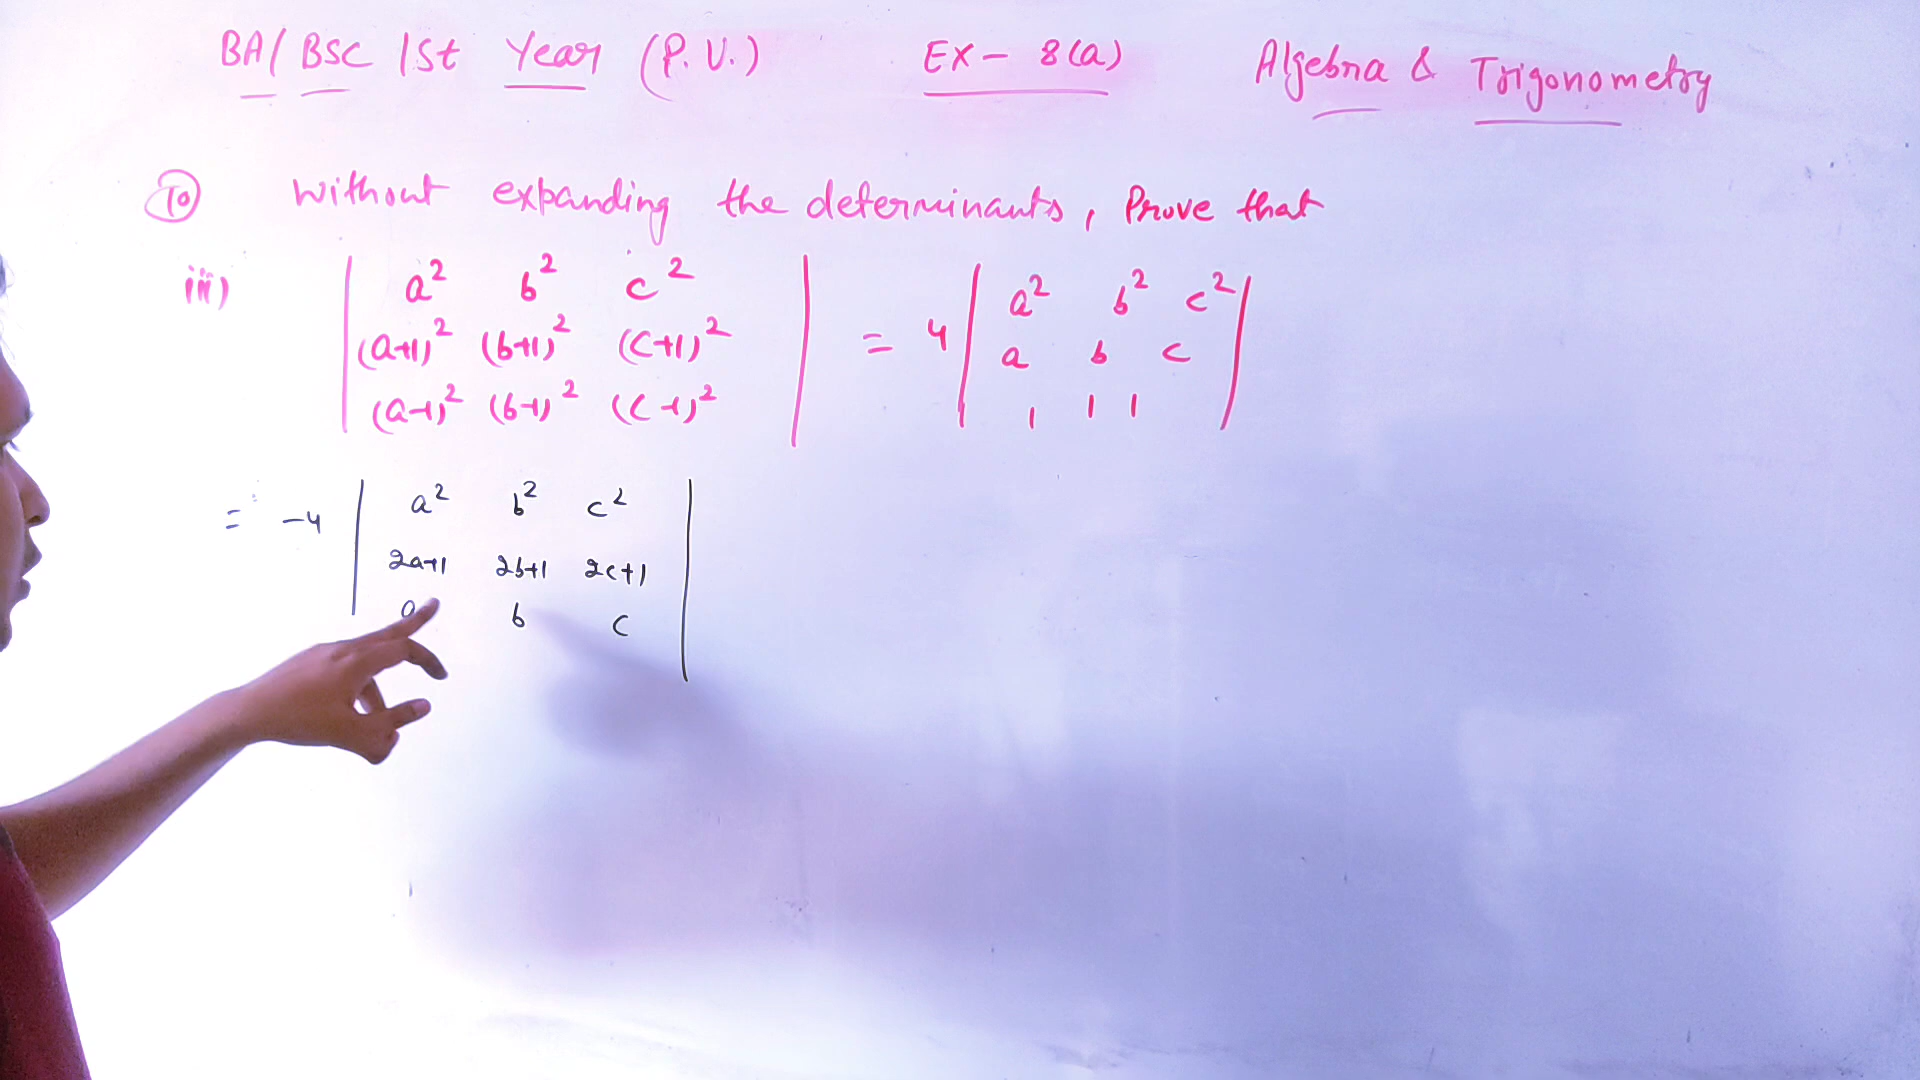 BA/BSC 1St Year (P.U.) EX- 8(a) Algebra & Trigonometry
10 Without expanding the determinants, Prove that
iii) | a² b² c² | = 4 | a² b² c² |
| (a+1)² (b+1)² (C+1)² | | a b c |
| (a-1)² (b-1)² (C-1)² | | 1 1 1 |
= -4 | a² b² c² |
| 2a+1 2b+1 2c+1 |
| a b c |